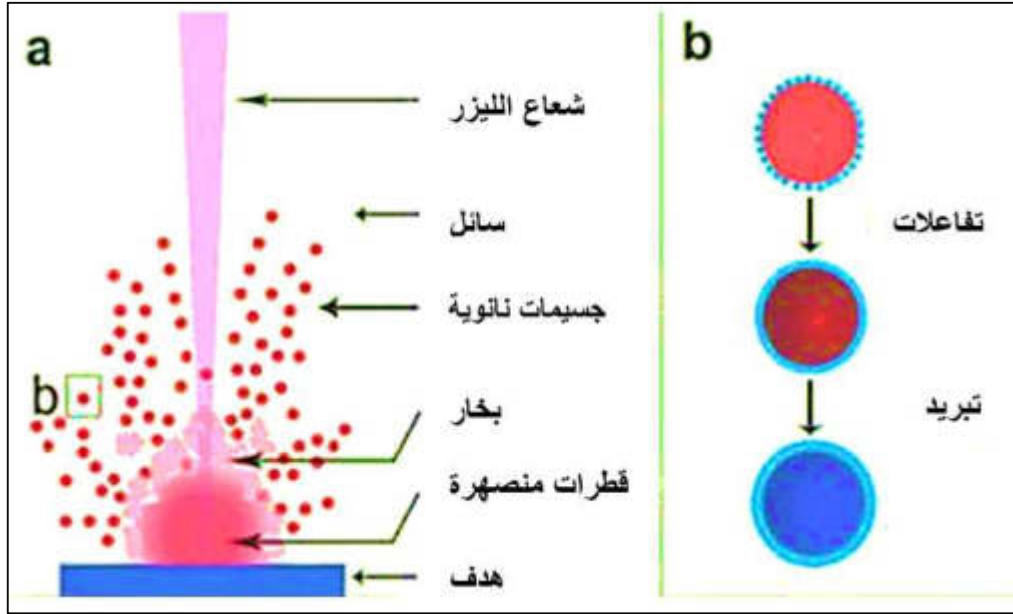 a
شعاع الليزر
سائل
جسيمات نانوية
b
بخار
قطرات منصهرة
هدف
b
تفاعلات
تبريد